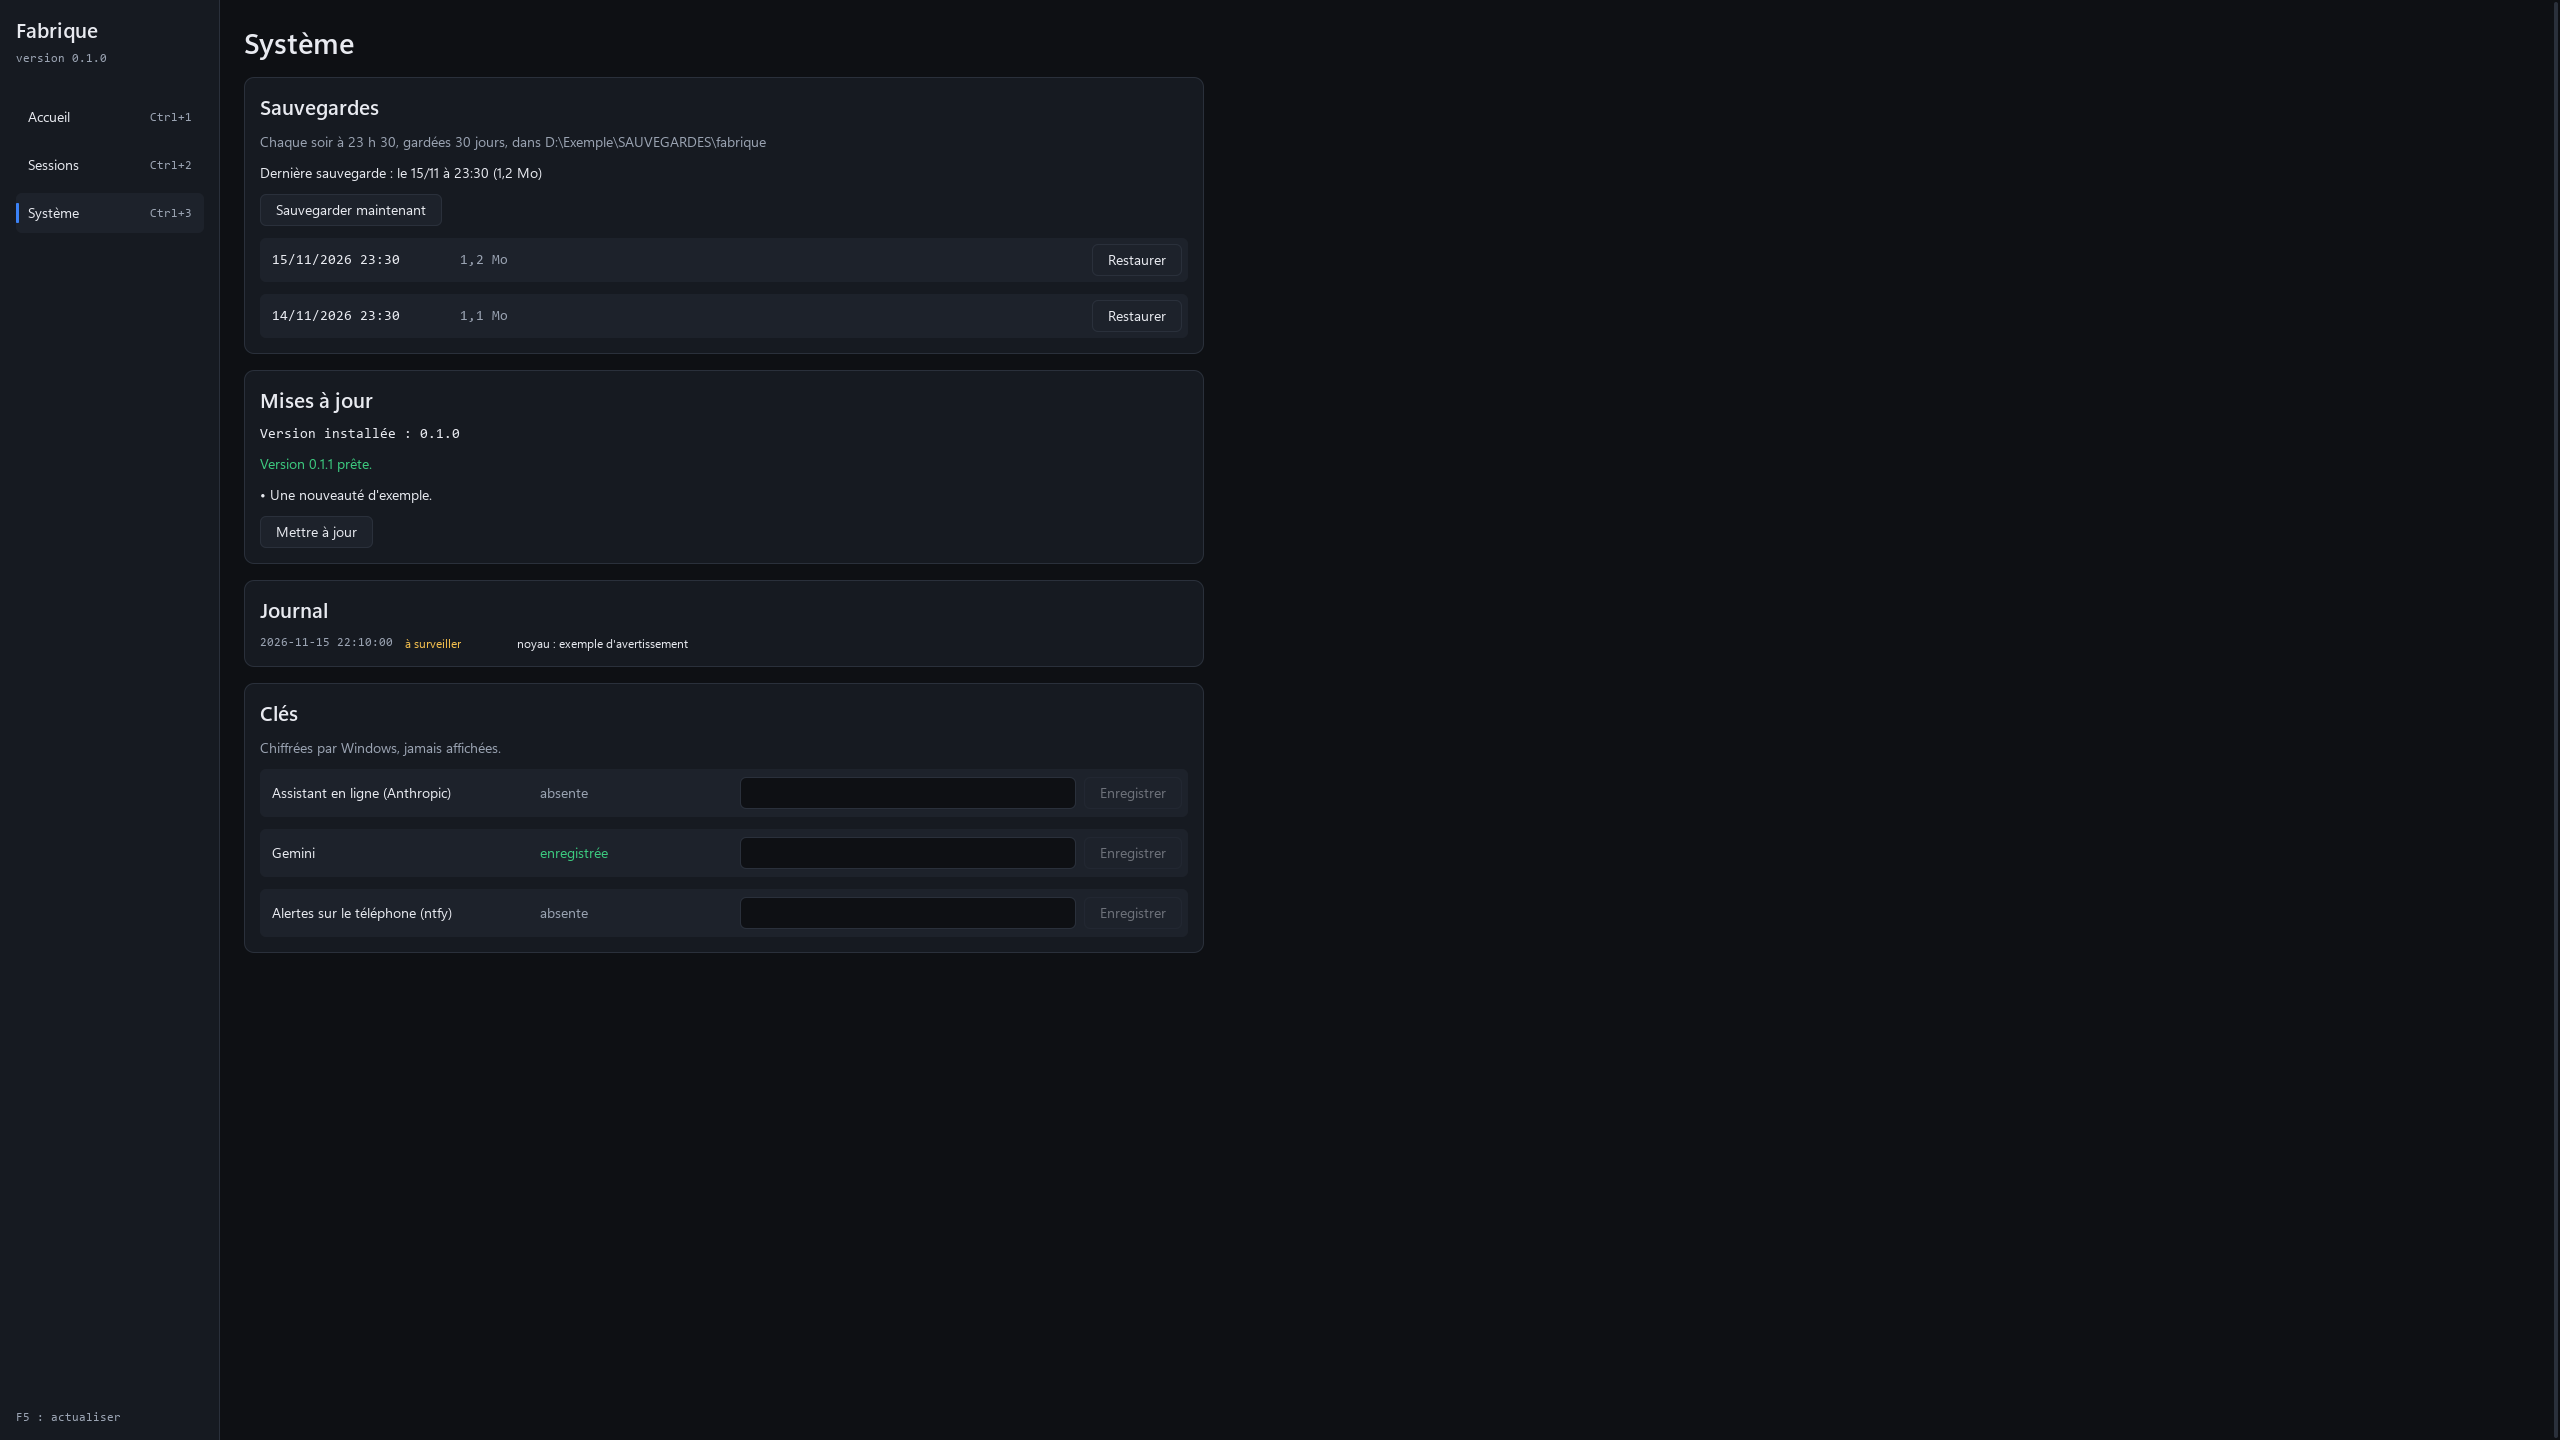 Fabrique
version 0.1.0
Accueil Ctrl+1
Sessions Ctrl+2
Système Ctrl+3
F5 : actualiser
Système
Sauvegardes
Chaque soir à 23 h 30, gardées 30 jours, dans D:\Exemple\SAUVEGARDES\fabrique
Dernière sauvegarde : le 15/11 à 23:30 (1,2 Mo)
Sauvegarder maintenant
15/11/2026 23:30 1,2 Mo Restaurer
14/11/2026 23:30 1,1 Mo Restaurer
Mises à jour
Version installée : 0.1.0
Version 0.1.1 prête.
• Une nouveauté d'exemple.
Mettre à jour
Journal
2026-11-15 22:10:00 à surveiller noyau : exemple d'avertissement
Clés
Chiffrées par Windows, jamais affichées.
Assistant en ligne (Anthropic) absente Enregistrer
Gemini enregistrée Enregistrer
Alertes sur le téléphone (ntfy) absente Enregistrer